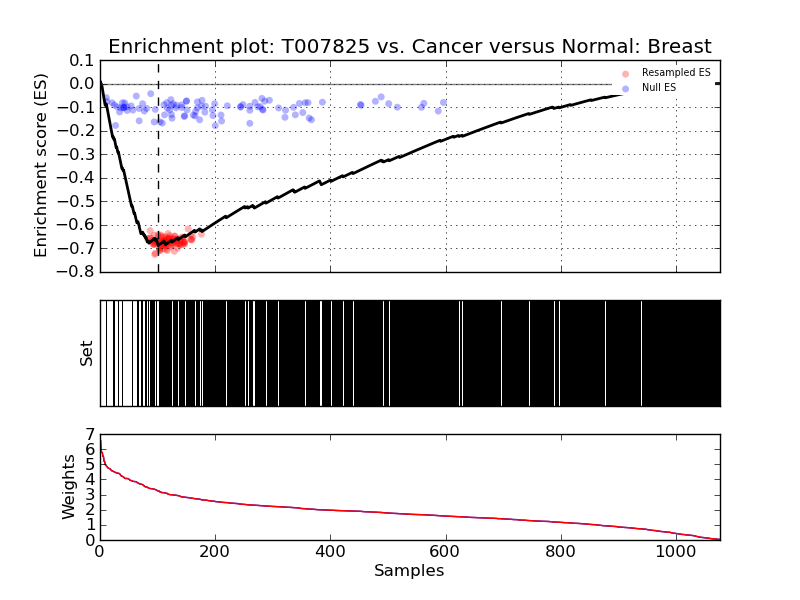 Enrichment plot: T007825 vs. Cancer versus Normal: Breast
Enrichment score (ES)
0.1
0.0
−0.1
−0.2
−0.3
−0.4
−0.5
−0.6
−0.7
−0.8
Resampled ES
Null ES
Set
Weights
7
6
5
4
3
2
1
0
0 200 400 600 800 1000
Samples